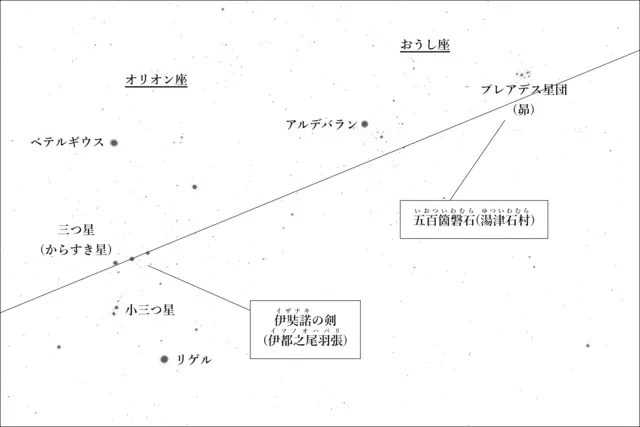 おうし座
オリオン座
プレアデス星団
(昴)
アルデバラン
ベテルギウス
いおついわむら ゆついわむら
五百箇磐石(湯津石村)
三つ星
(からすき星)
小三つ星
イザナキ
伊奘諾の剣
イツノオハバリ
(伊都之尾羽張)
リゲル